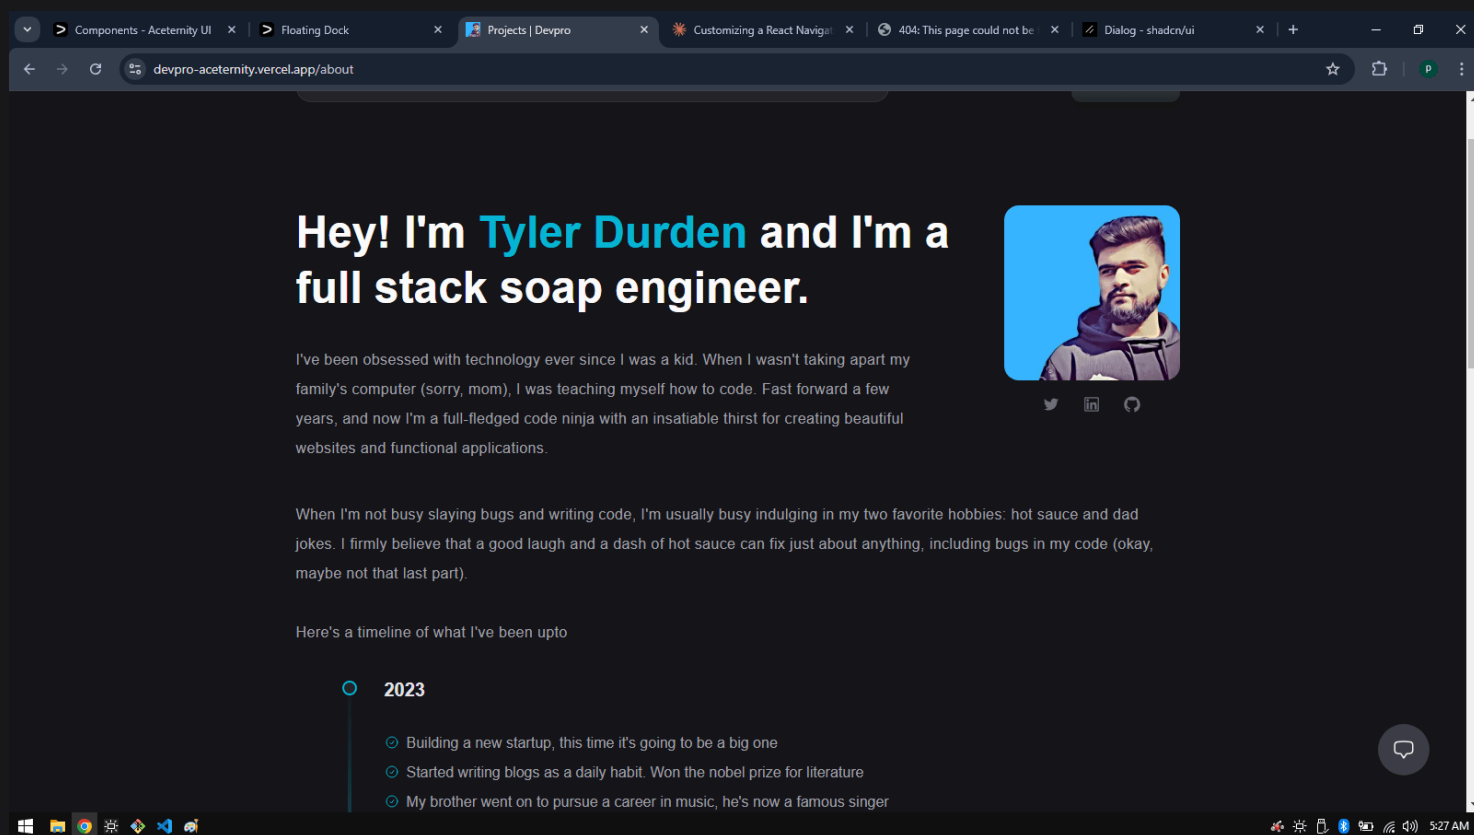 Components - Aceternity UI
Floating Dock
Projects | Devpro
Customizing a React Navigat
404: This page could not be
Dialog - shadcn/ui
devpro-aceternity.vercel.app/about
P
Hey! I'm Tyler Durden and I'm a
full stack soap engineer.
I've been obsessed with technology ever since I was a kid. When I wasn't taking apart my
family's computer (sorry, mom), I was teaching myself how to code. Fast forward a few
years, and now I'm a full-fledged code ninja with an insatiable thirst for creating beautiful
websites and functional applications.
When I'm not busy slaying bugs and writing code, I'm usually busy indulging in my two favorite hobbies: hot sauce and dad
jokes. I firmly believe that a good laugh and a dash of hot sauce can fix just about anything, including bugs in my code (okay,
maybe not that last part).
Here's a timeline of what I've been upto
2023
Building a new startup, this time it's going to be a big one
Started writing blogs as a daily habit. Won the nobel prize for literature
My brother went on to pursue a career in music, he's now a famous singer
5:27 AM